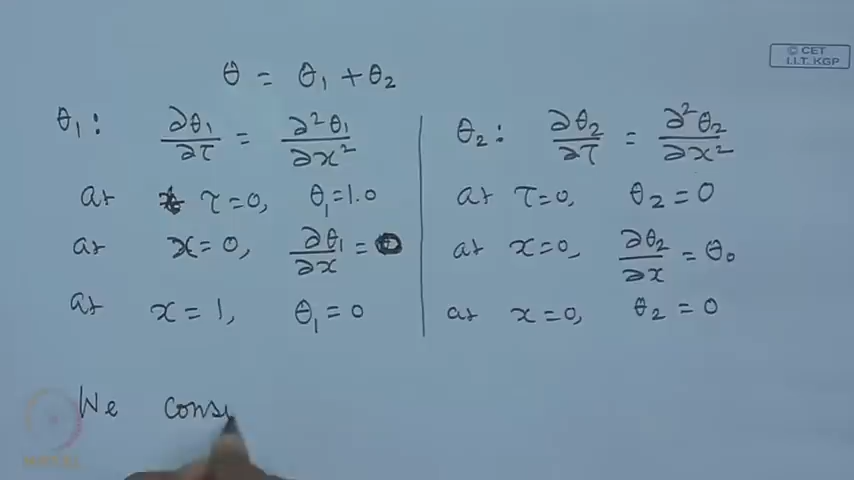 © CET
I.I.T. KGP
θ = θ₁ + θ₂
θ₁: ∂θ₁/∂τ = ∂²θ₁/∂x²
at τ=0, θ₁=1.0
at x=0, ∂θ₁/∂x = 0
at x=1, θ₁=0
θ₂: ∂θ₂/∂τ = ∂²θ₂/∂x²
at τ=0, θ₂=0
at x=0, ∂θ₂/∂x = θ₀
at x=0, θ₂=0
We consi